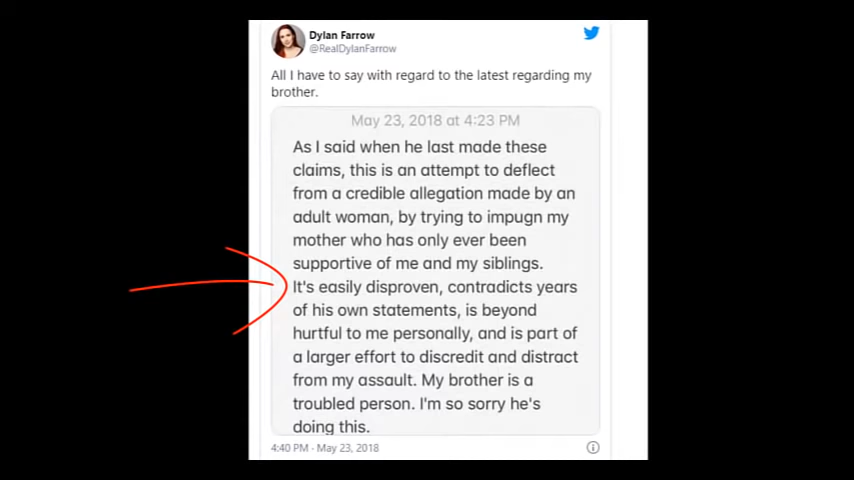 Dylan Farrow
@RealDylanFarrow
All I have to say with regard to the latest regarding my
brother.
May 23, 2018 at 4:23 PM
As I said when he last made these
claims, this is an attempt to deflect
from a credible allegation made by an
adult woman, by trying to impugn my
mother who has only ever been
supportive of me and my siblings.
It's easily disproven, contradicts years
of his own statements, is beyond
hurtful to me personally, and is part of
a larger effort to discredit and distract
from my assault. My brother is a
troubled person. I'm so sorry he's
doing this.
4:40 PM · May 23, 2018